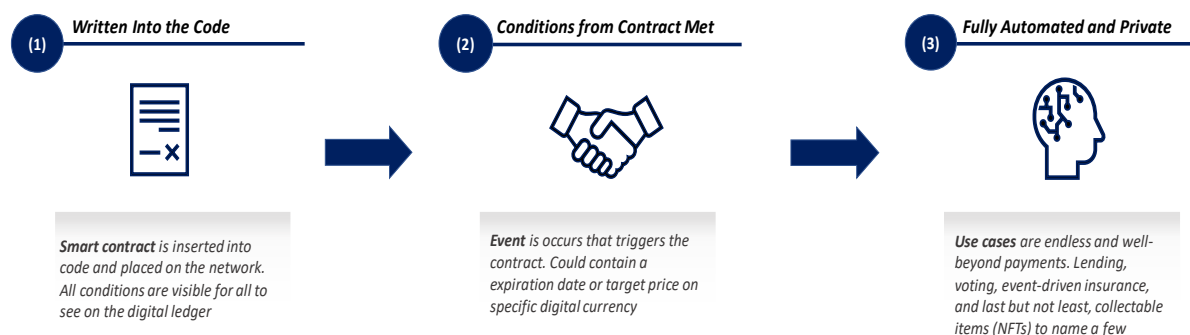 (1)
Written Into the Code
Smart contract is inserted into
code and placed on the network.
All conditions are visible for all to
see on the digital ledger
(2)
Conditions from Contract Met
Event is occurs that triggers the
contract. Could contain a
expiration date or target price on
specific digital currency
(3)
Fully Automated and Private
Use cases are endless and well-
beyond payments. Lending,
voting, event-driven insurance,
and last but not least, collectable
items (NFTs) to name a few